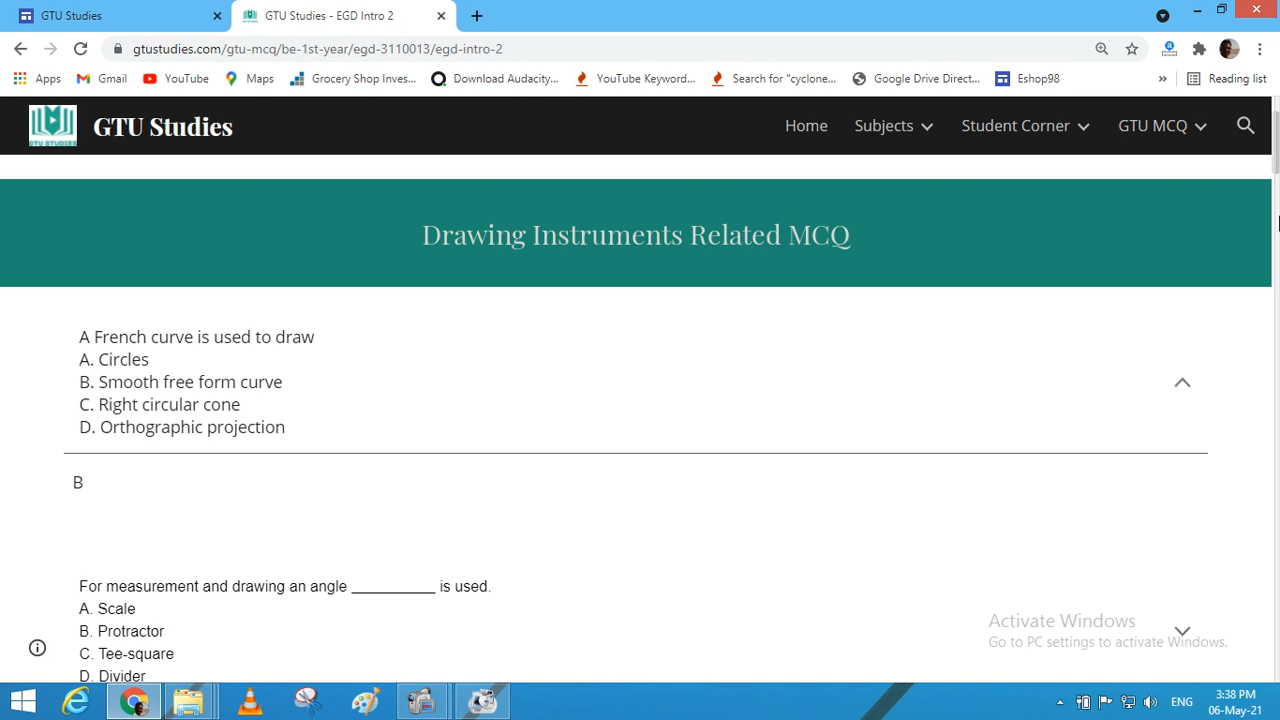 GTU Studies
GTU Studies - EGD Intro 2
gtustudies.com/gtu-mcq/be-1st-year/egd-3110013/egd-intro-2
Apps
Gmail
YouTube
Maps
Grocery Shop Inves...
Download Audacity...
YouTube Keyword...
Search for "cyclone...
Google Drive Direct...
Eshop98
»
Reading list
GTU Studies
Home
Subjects
Student Corner
GTU MCQ
Drawing Instruments Related MCQ
A French curve is used to draw
A. Circles
B. Smooth free form curve
C. Right circular cone
D. Orthographic projection
B
For measurement and drawing an angle __________ is used.
A. Scale
B. Protractor
C. Tee-square
D. Divider
Activate Windows
Go to PC settings to activate Windows.
ENG
3:38 PM
06-May-21